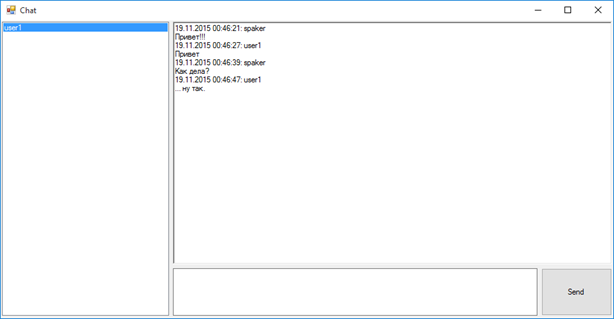 Chat
user1
19.11.2015 00:46:21: spaker
Привет!!!
19.11.2015 00:46:27: user1
Привет
19.11.2015 00:46:39: spaker
Как дела?
19.11.2015 00:46:47: user1
...ну так.
Send